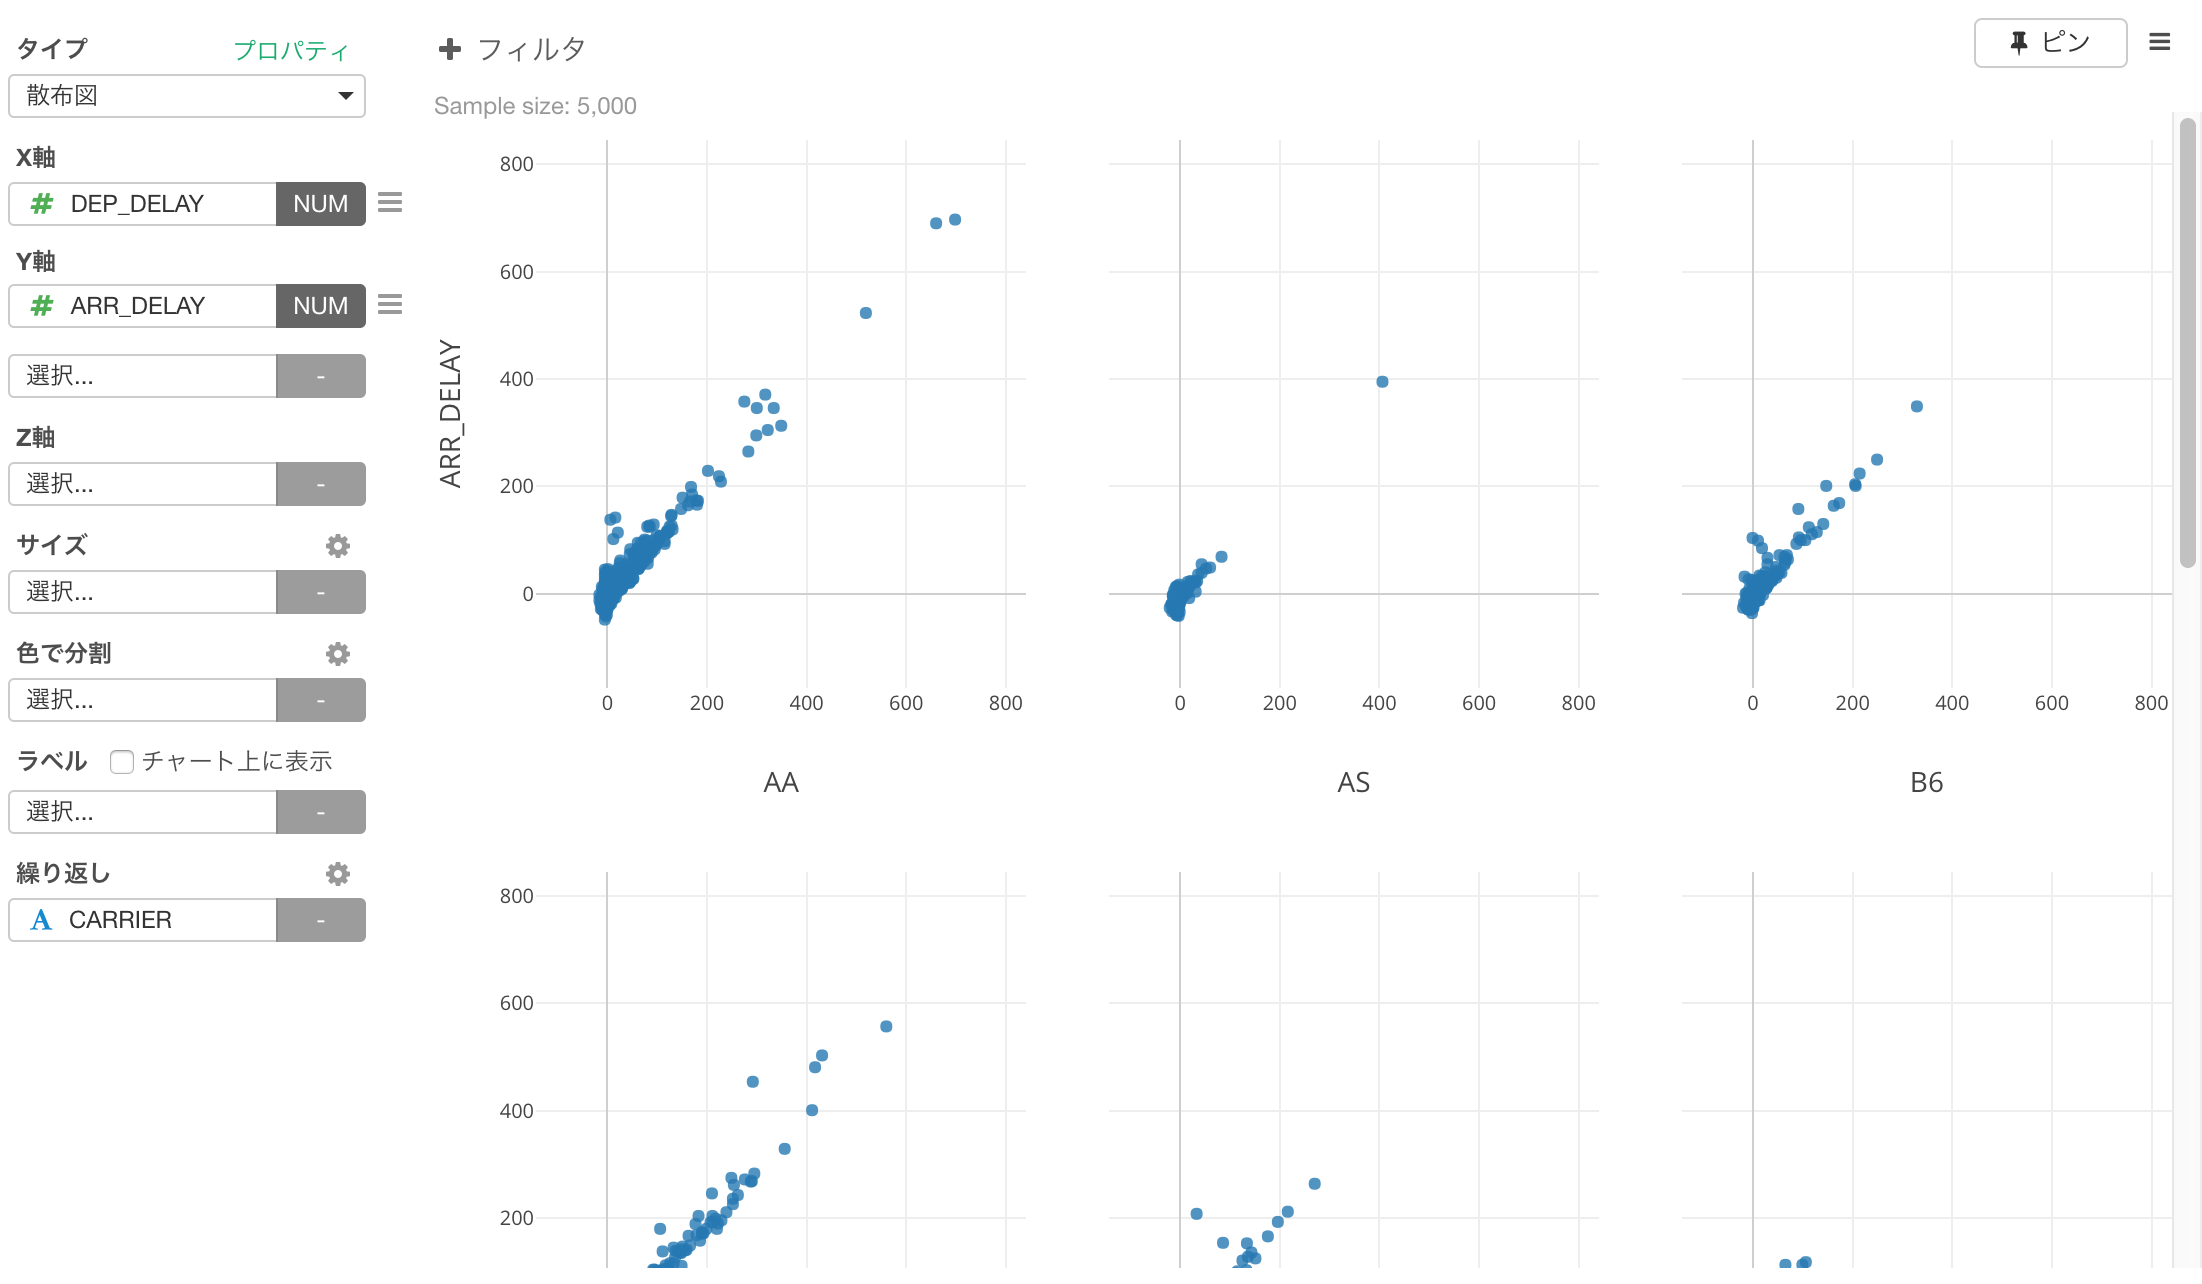 タイプ プロパティ
散布図
X軸
# DEP_DELAY NUM
Y軸
# ARR_DELAY NUM
選択... -
Z軸
選択... -
サイズ
選択... -
色で分割
選択... -
ラベル チャート上に表示
選択... -
繰り返し
A CARRIER -
フィルタ
ピン
Sample size: 5,000
ARR_DELAY
800
600
400
200
0
0 200 400 600 800
0 200 400 600 800
0 200 400 600 800
AA AS B6
800
600
400
200